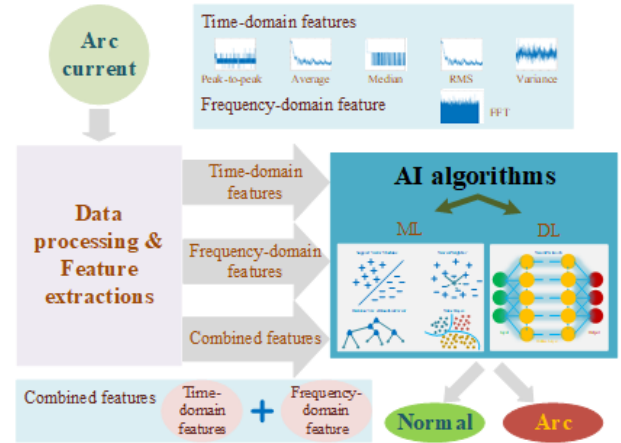 Arc
current
Time-domain features
Peak-to-peak
Average
Median
RMS
Variance
Frequency-domain feature
FFT
Data
processing &
Feature
extractions
Time-domain
features
Frequency-domain
features
Combined features
AI algorithms
ML
DL
Combined features
Time-
domain
features
Frequency-
domain
feature
Normal
Arc